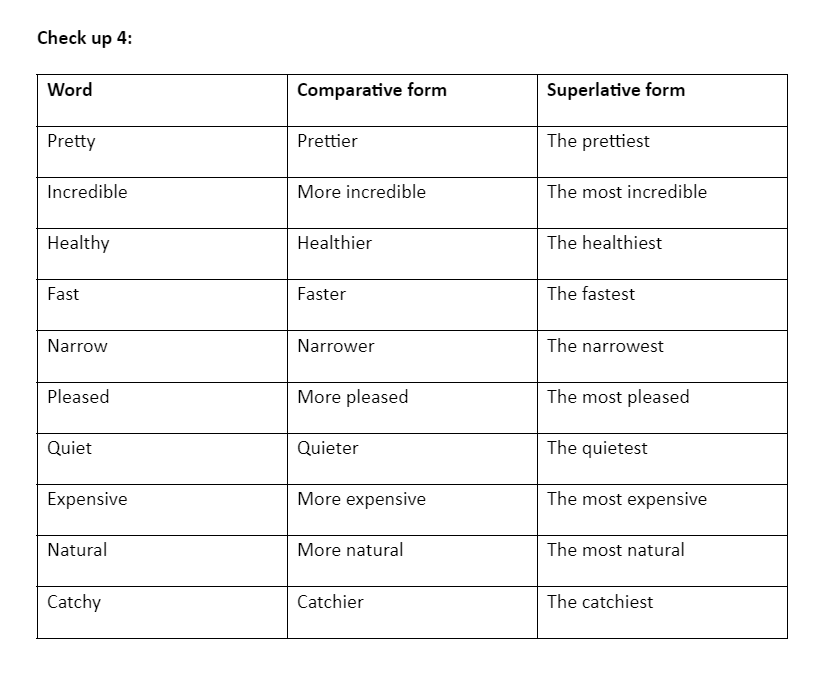 Check up 4:
Word Comparative form Superlative form
Pretty Prettier The prettiest
Incredible More incredible The most incredible
Healthy Healthier The healthiest
Fast Faster The fastest
Narrow Narrower The narrowest
Pleased More pleased The most pleased
Quiet Quieter The quietest
Expensive More expensive The most expensive
Natural More natural The most natural
Catchy Catchier The catchiest